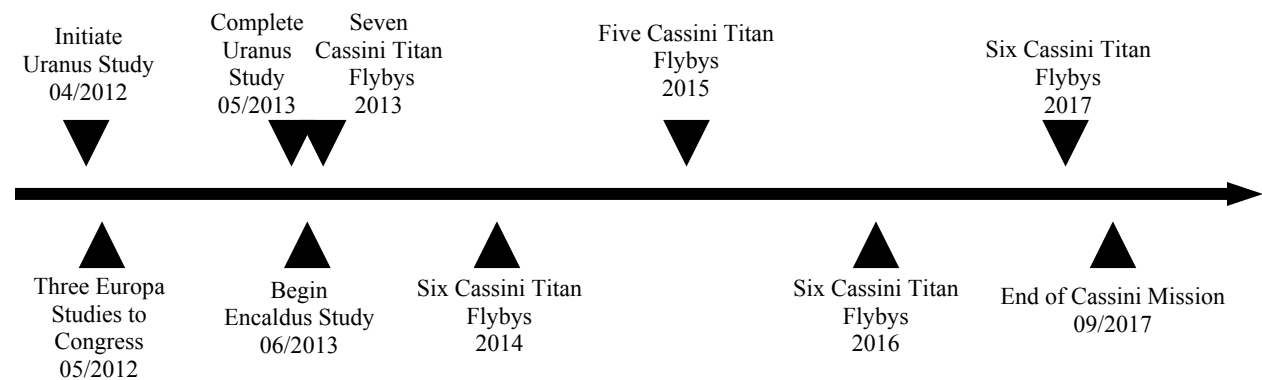 Initiate
Uranus Study
04/2012
Complete
Uranus
Study
05/2013
Seven
Cassini Titan
Flybys
2013
Five Cassini Titan
Flybys
2015
Six Cassini Titan
Flybys
2017
Three Europa
Studies to
Congress
05/2012
Begin
Encaldus Study
06/2013
Six Cassini Titan
Flybys
2014
Six Cassini Titan
Flybys
2016
End of Cassini Mission
09/2017